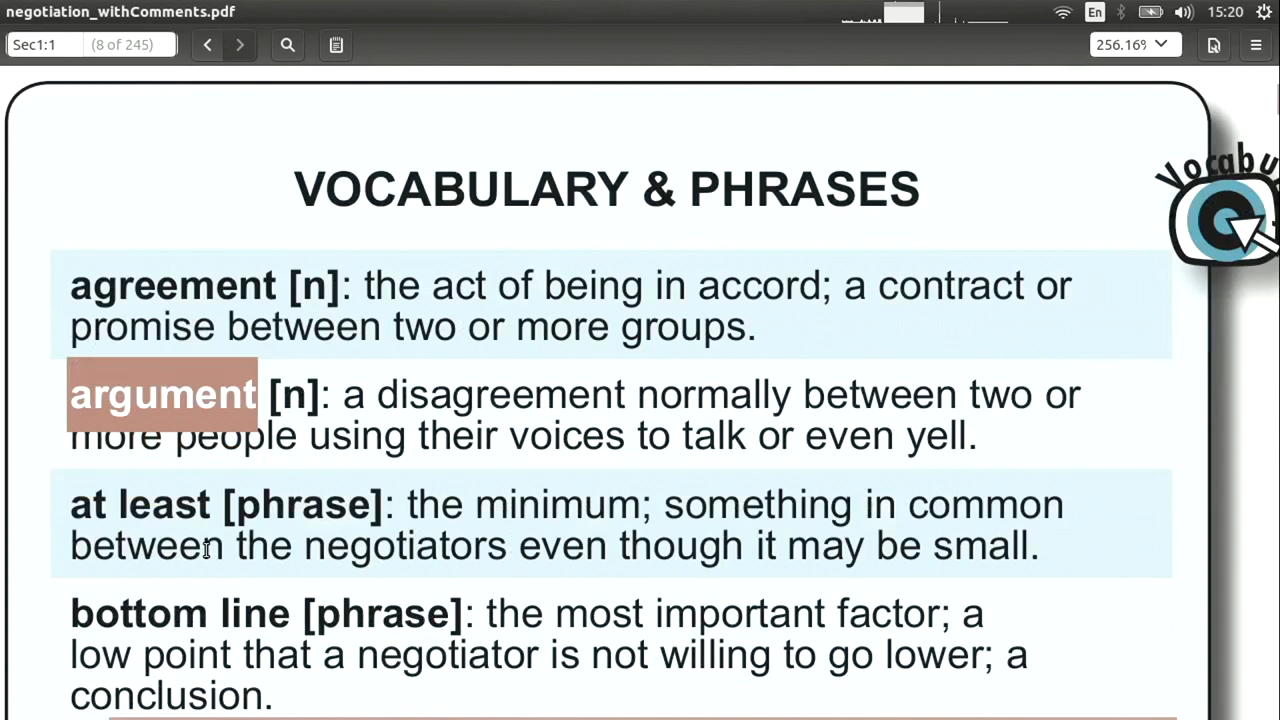 negotiation_withComments.pdf
En
15:20
Sec1:1 (8 of 245)
256.16%
VOCABULARY & PHRASES
Vocabu
agreement [n]: the act of being in accord; a contract or
promise between two or more groups.
argument [n]: a disagreement normally between two or
more people using their voices to talk or even yell.
at least [phrase]: the minimum; something in common
between the negotiators even though it may be small.
bottom line [phrase]: the most important factor; a
low point that a negotiator is not willing to go lower; a
conclusion.